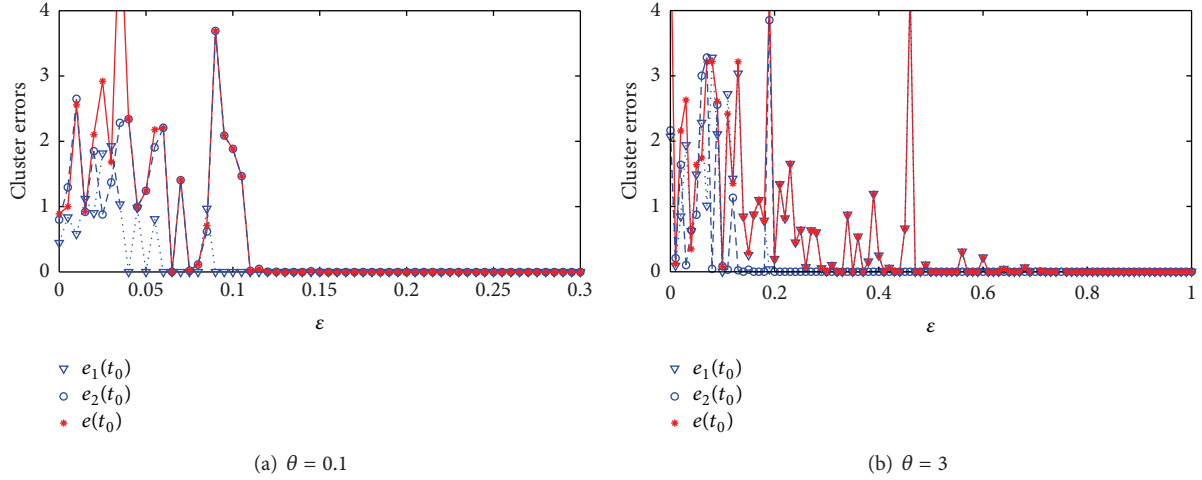 4
3
2
1
0
Cluster errors
0
0.05
0.1
0.15
0.2
0.25
0.3
ε
e1(t0)
e2(t0)
e(t0)
(a) θ = 0.1
4
3
2
1
0
Cluster errors
0
0.2
0.4
0.6
0.8
1
ε
e1(t0)
e2(t0)
e(t0)
(b) θ = 3